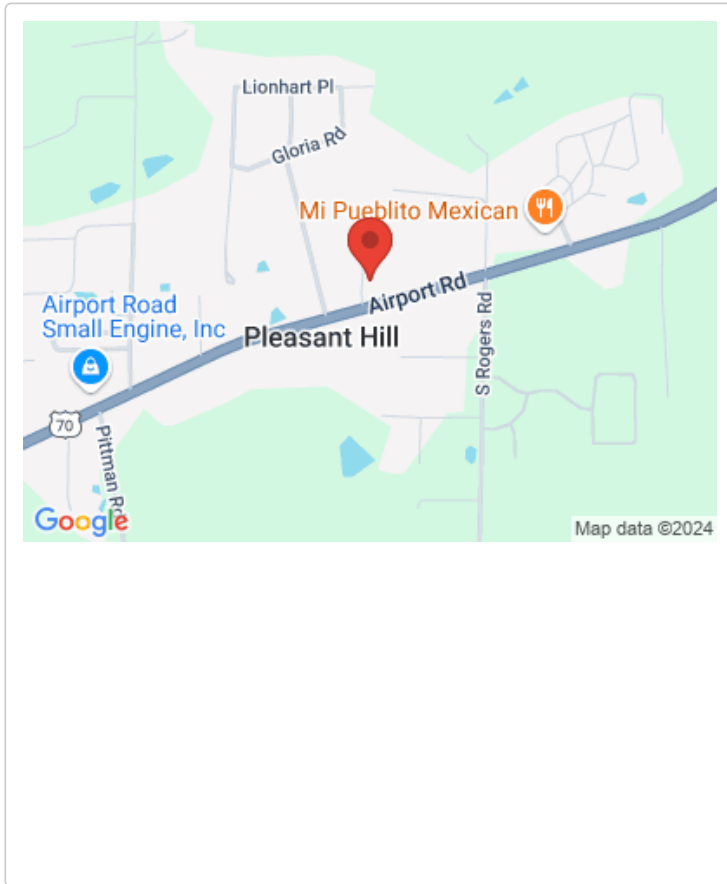 Lionhart Pl
Gloria Rd
Mi Pueblito Mexican
Airport Rd
Airport Road
Small Engine, Inc
Pleasant Hill
S Rogers Rd
70
Pittman Rd
Google
Map data ©2024